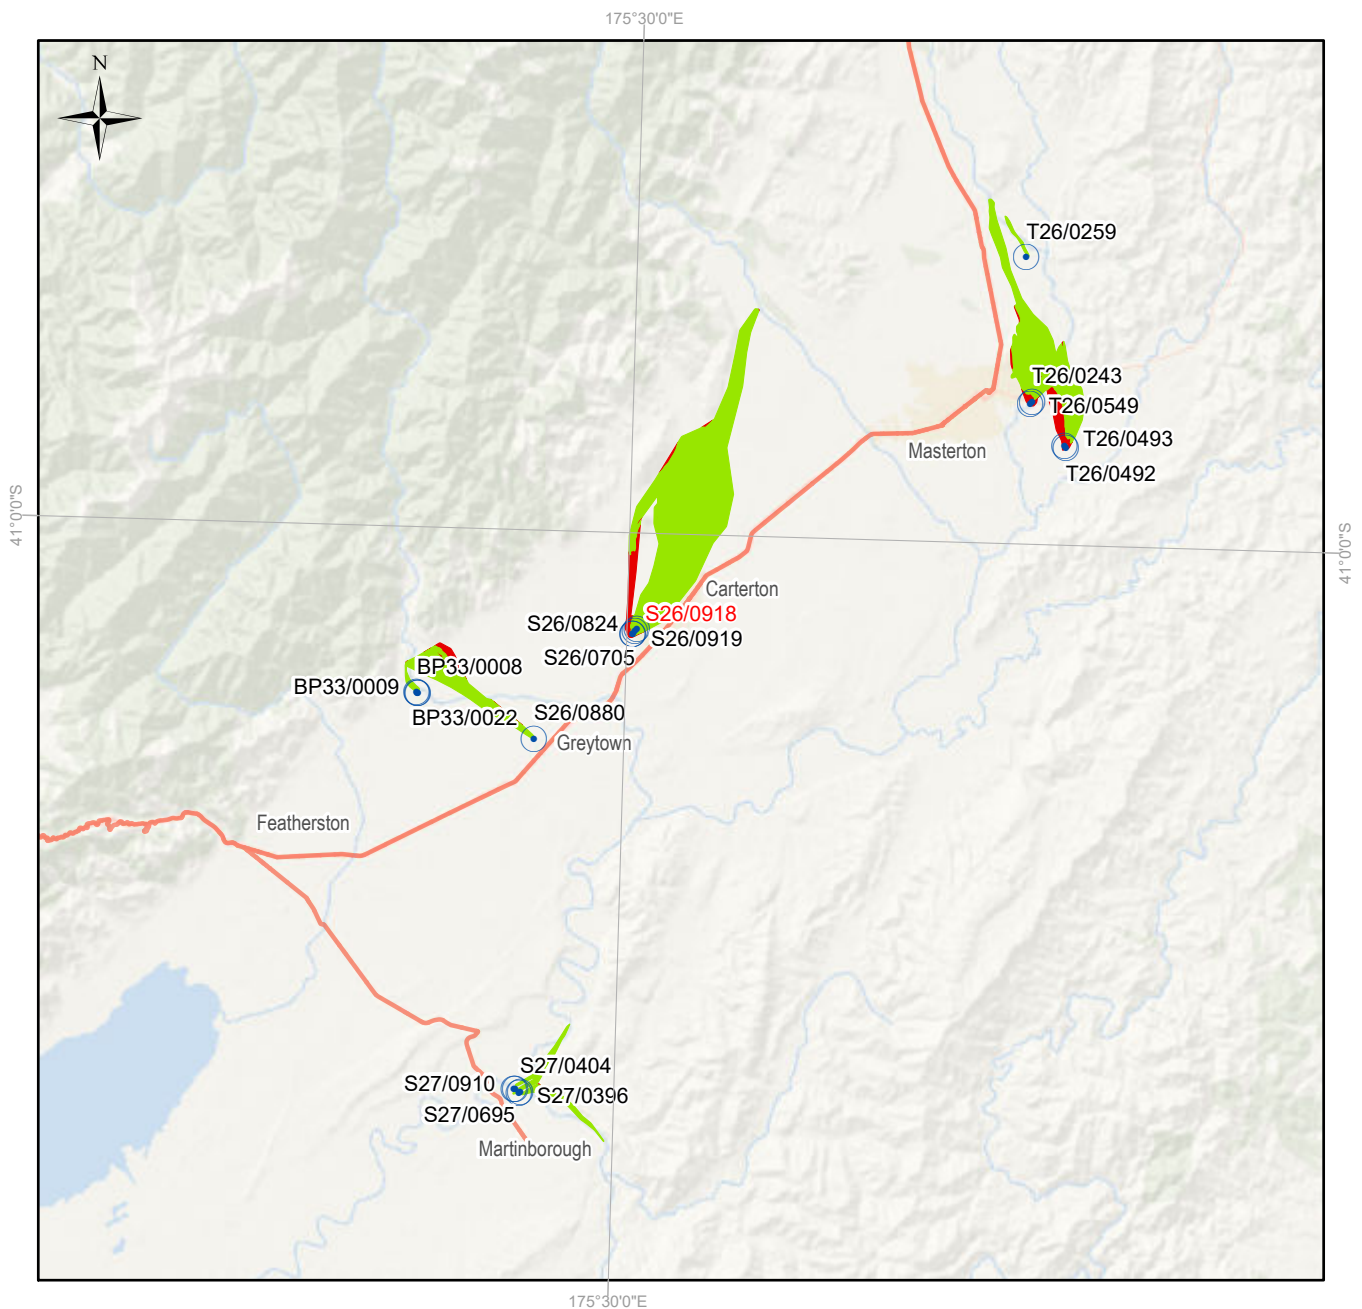 175°30'0"E
N
T26/0259
T26/0243
T26/0549
T26/0493
Masterton
T26/0492
41°0'0"S
41°0'0"S
Carterton
S26/0918
S26/0824
S26/0919
S26/0705
BP33/0008
BP33/0009
BP33/0022
S26/0880
Greytown
Featherston
S27/0404
S27/0910
S27/0396
S27/0695
Martinborough
175°30'0"E